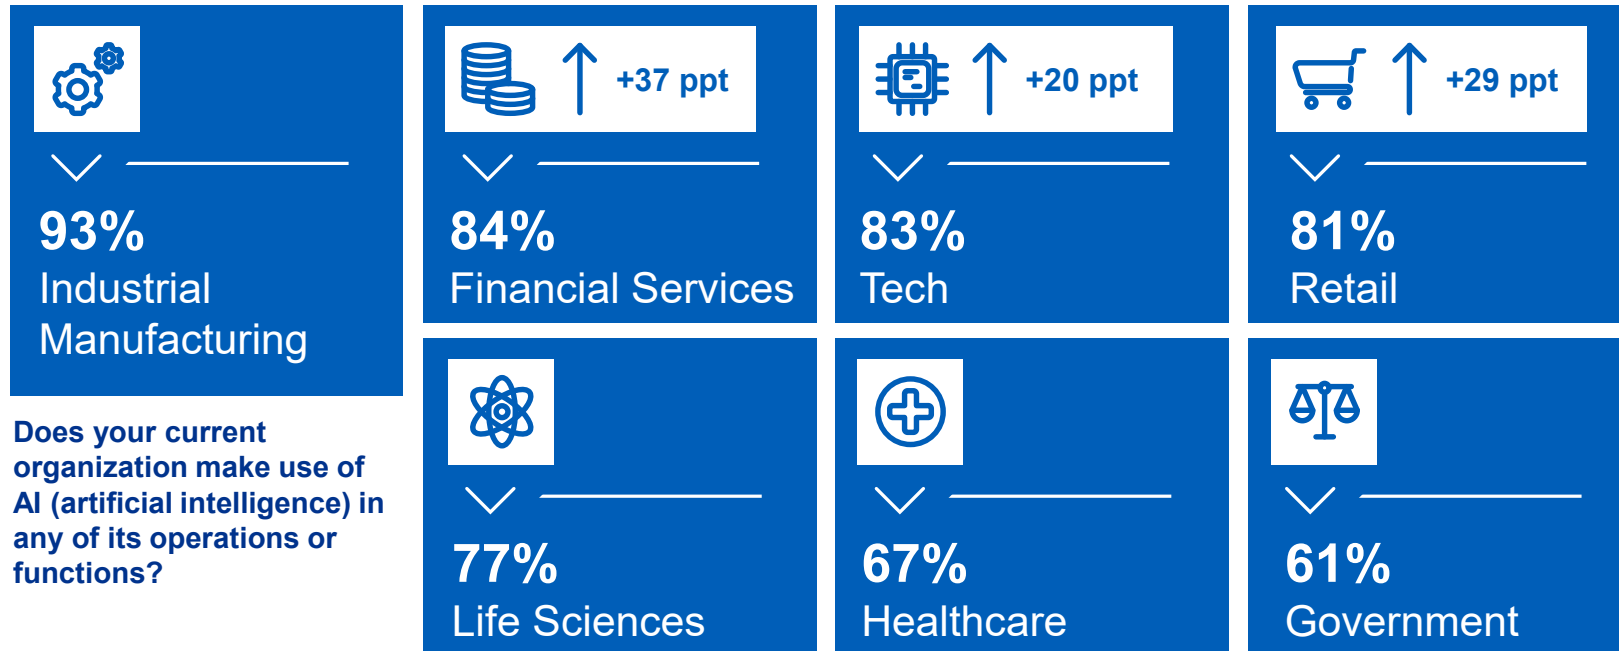 93%
Industrial
Manufacturing
+37 ppt
84%
Financial Services
+20 ppt
83%
Tech
+29 ppt
81%
Retail
Does your current
organization make use of
AI (artificial intelligence) in
any of its operations or
functions?
77%
Life Sciences
67%
Healthcare
61%
Government